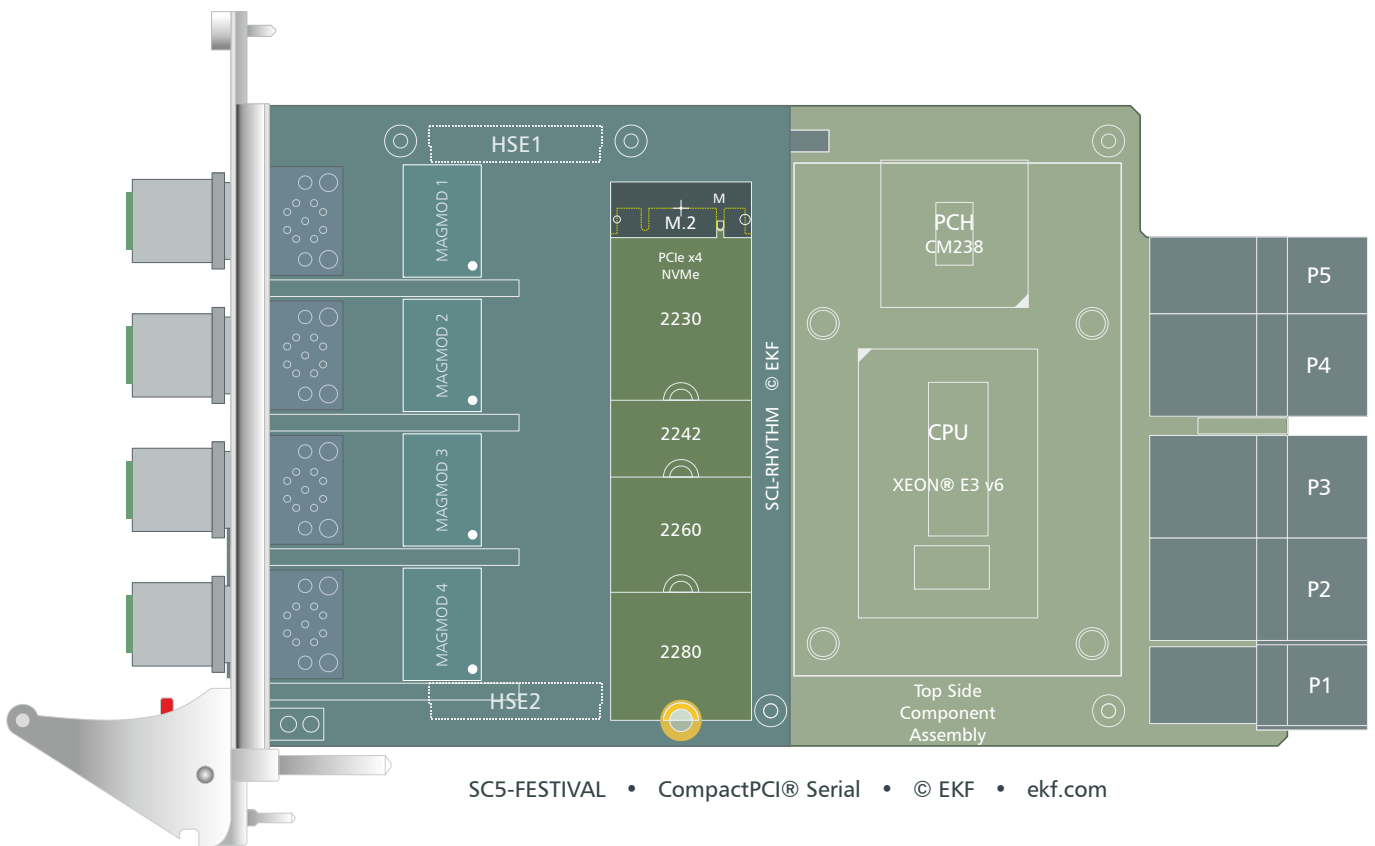 HSE1
MAGMOD 1
M
M.2
PCIe x4
NVMe
PCH
CM238
P5
2230
MAGMOD 2
SCL-RHYTHM © EKF
P4
2242
CPU
MAGMOD 3
XEON® E3 v6
P3
2260
P2
MAGMOD 4
2280
P1
HSE2
Top Side
Component
Assembly
SC5-FESTIVAL • CompactPCI® Serial • © EKF • ekf.com